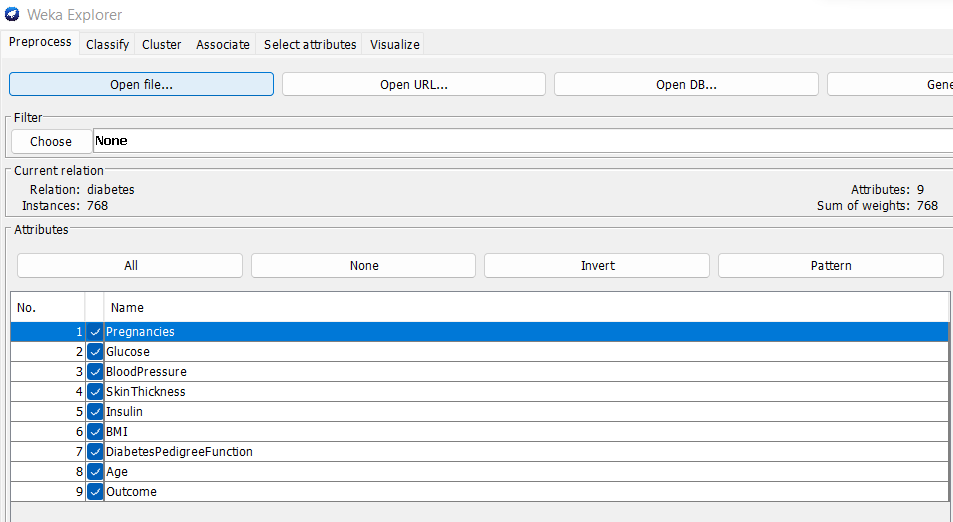 Weka Explorer
Preprocess Classify Cluster Associate Select attributes Visualize
Open file... Open URL... Open DB... Gene
Filter
Choose None
Current relation
Relation: diabetes Attributes: 9
Instances: 768 Sum of weights: 768
Attributes
All None Invert Pattern
No. Name
1 Pregnancies
2 Glucose
3 BloodPressure
4 SkinThickness
5 Insulin
6 BMI
7 DiabetesPedigreeFunction
8 Age
9 Outcome